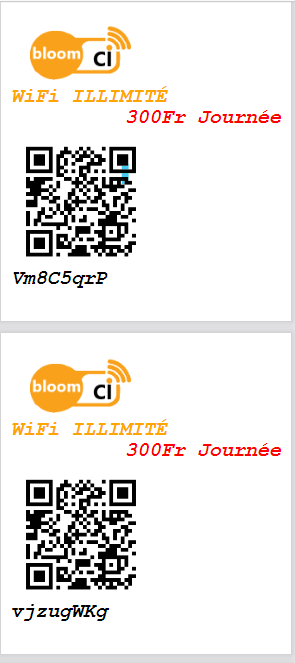 bloom CI
WiFi ILLIMITÉ
300Fr Journée
Vm8C5qrP
bloom CI
WiFi ILLIMITÉ
300Fr Journée
vjzugWKg